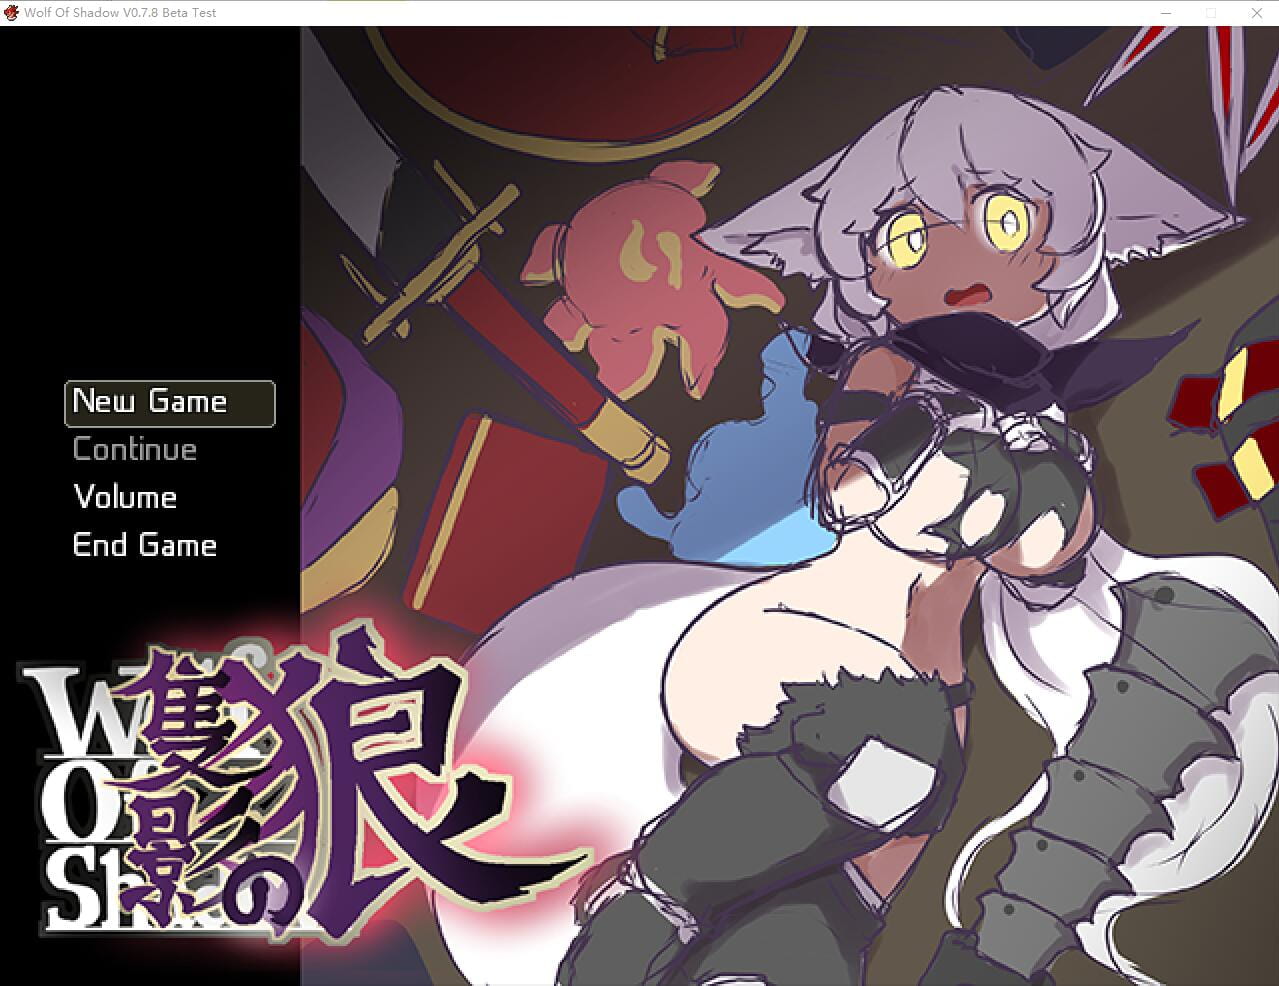 Wolf Of Shadow V0.7.8 Beta Test
New Game
Continue
Volume
End Game
隻狼
影の